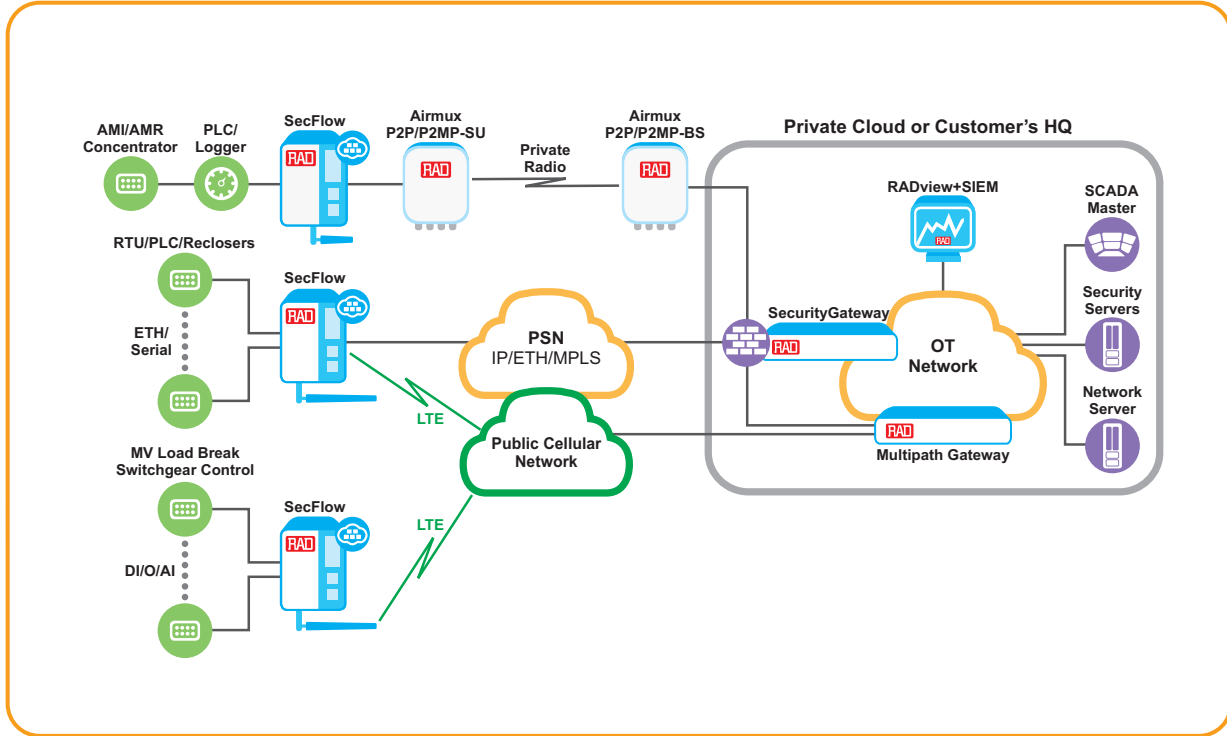 AMI/AMR
Concentrator
PLC/
Logger
SecFlow
RAD
Airmux
P2P/P2MP-SU
RAD
Private
Radio
Airmux
P2P/P2MP-BS
RAD
Private Cloud or Customer's HQ
RADview+SIEM
RAD
SCADA
Master
RTU/PLC/Reclosers
ETH/
Serial
SecFlow
RAD
PSN
IP/ETH/MPLS
LTE
SecurityGateway
RAD
OT
Network
Security
Servers
Network
Server
Public Cellular
Network
RAD
Multipath Gateway
MV Load Break
Switchgear Control
DI/O/AI
SecFlow
RAD
LTE